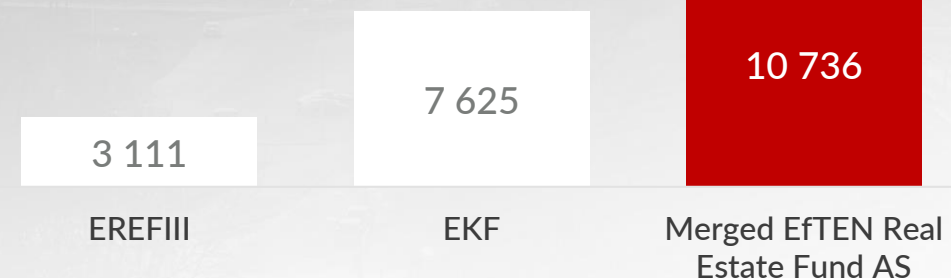 10 736
7 625
3 111
EREFIII
EKF
Merged EfTEN Real
Estate Fund AS